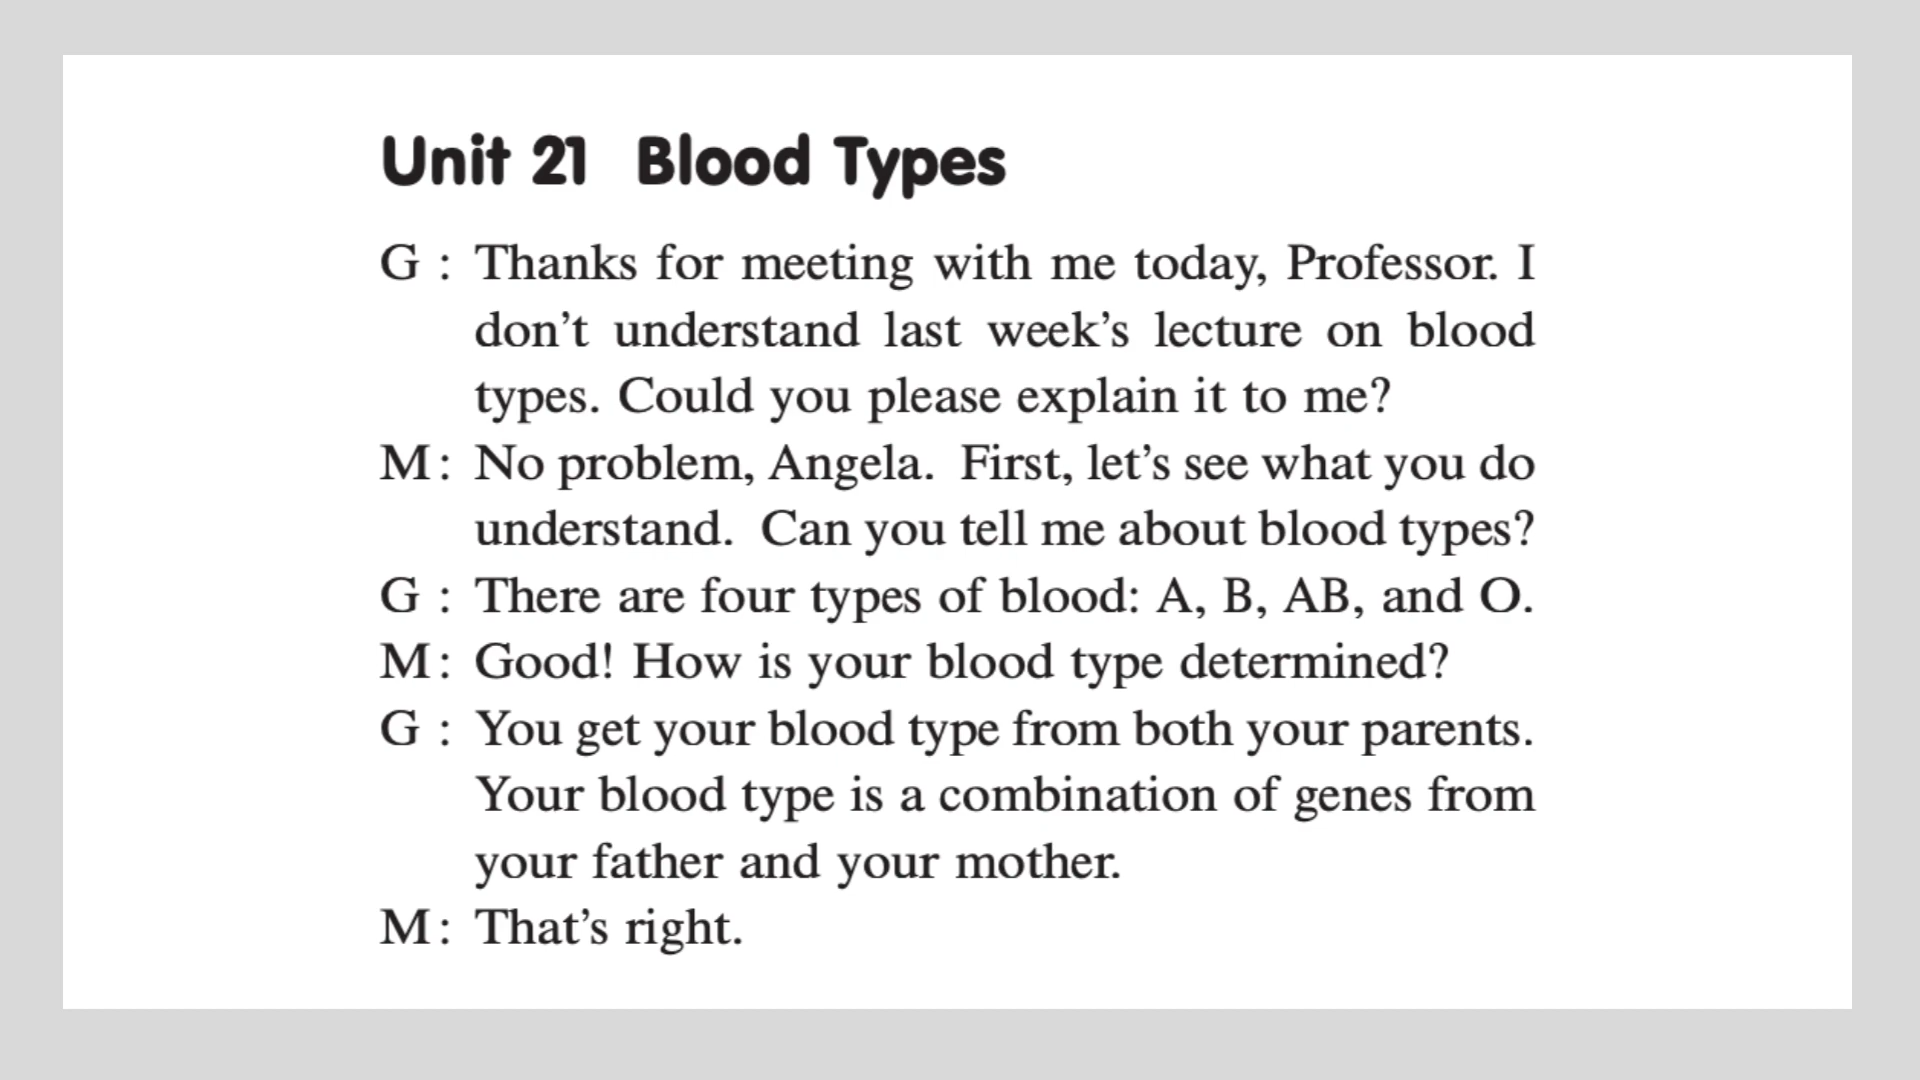 Unit 21 Blood Types
G : Thanks for meeting with me today, Professor. I
don’t understand last week’s lecture on blood
types. Could you please explain it to me?
M : No problem, Angela. First, let’s see what you do
understand. Can you tell me about blood types?
G : There are four types of blood: A, B, AB, and O.
M : Good! How is your blood type determined?
G : You get your blood type from both your parents.
Your blood type is a combination of genes from
your father and your mother.
M : That’s right.